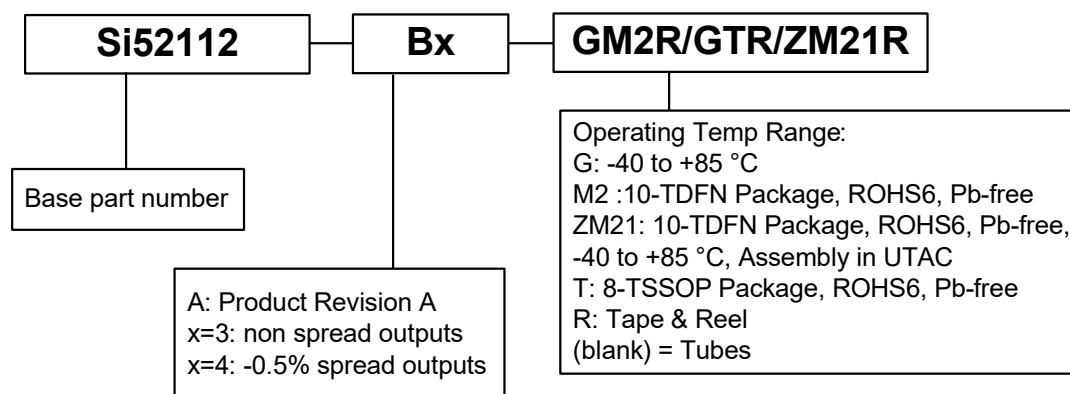 Si52112
Bx
GM2R/GTR/ZM21R
Base part number
A: Product Revision A
x=3: non spread outputs
x=4: -0.5% spread outputs
Operating Temp Range:
G: -40 to +85 °C
M2 :10-TDFN Package, ROHS6, Pb-free
ZM21: 10-TDFN Package, ROHS6, Pb-free,
-40 to +85 °C, Assembly in UTAC
T: 8-TSSOP Package, ROHS6, Pb-free
R: Tape & Reel
(blank) = Tubes